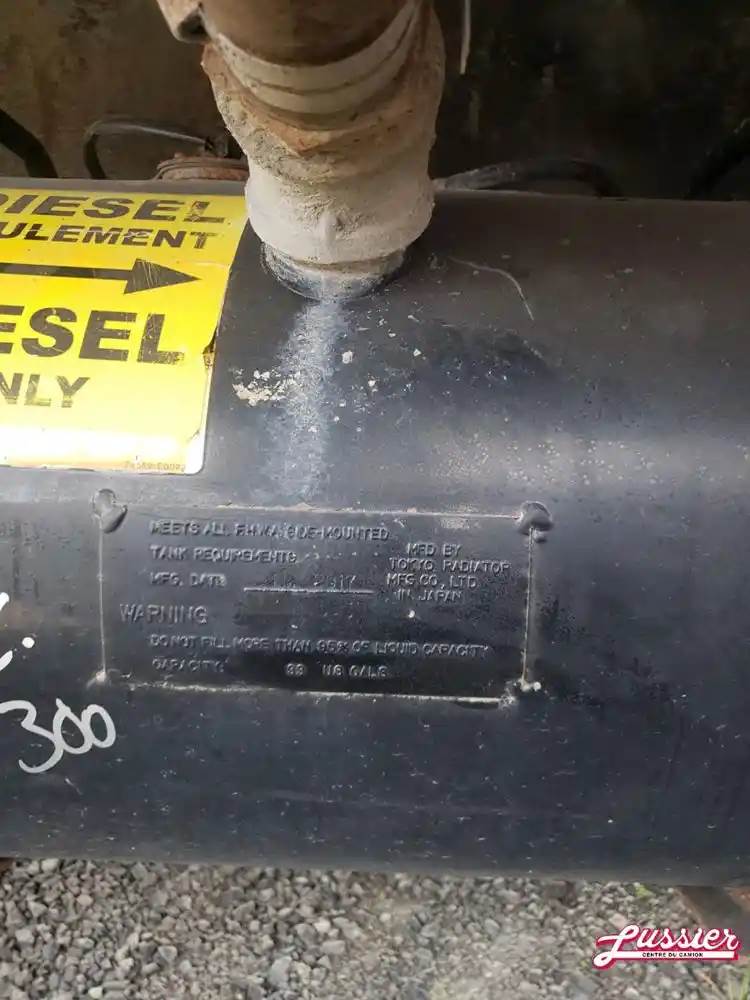 DIESEL
ULEMENT
ESEL
NLY
MEETS ALL F.H.W.A. SIDE-MOUNTED
TANK REQUIREMENTS
MFG. DATE
MFD BY
TOKYO RADIATOR
MFG CO., LTD.
IN JAPAN
WARNING
DO NOT FILL MORE THAN 95% OF LIQUID CAPACITY
CAPACITY US GALS
300
Lussier
CENTRE DU CAMION